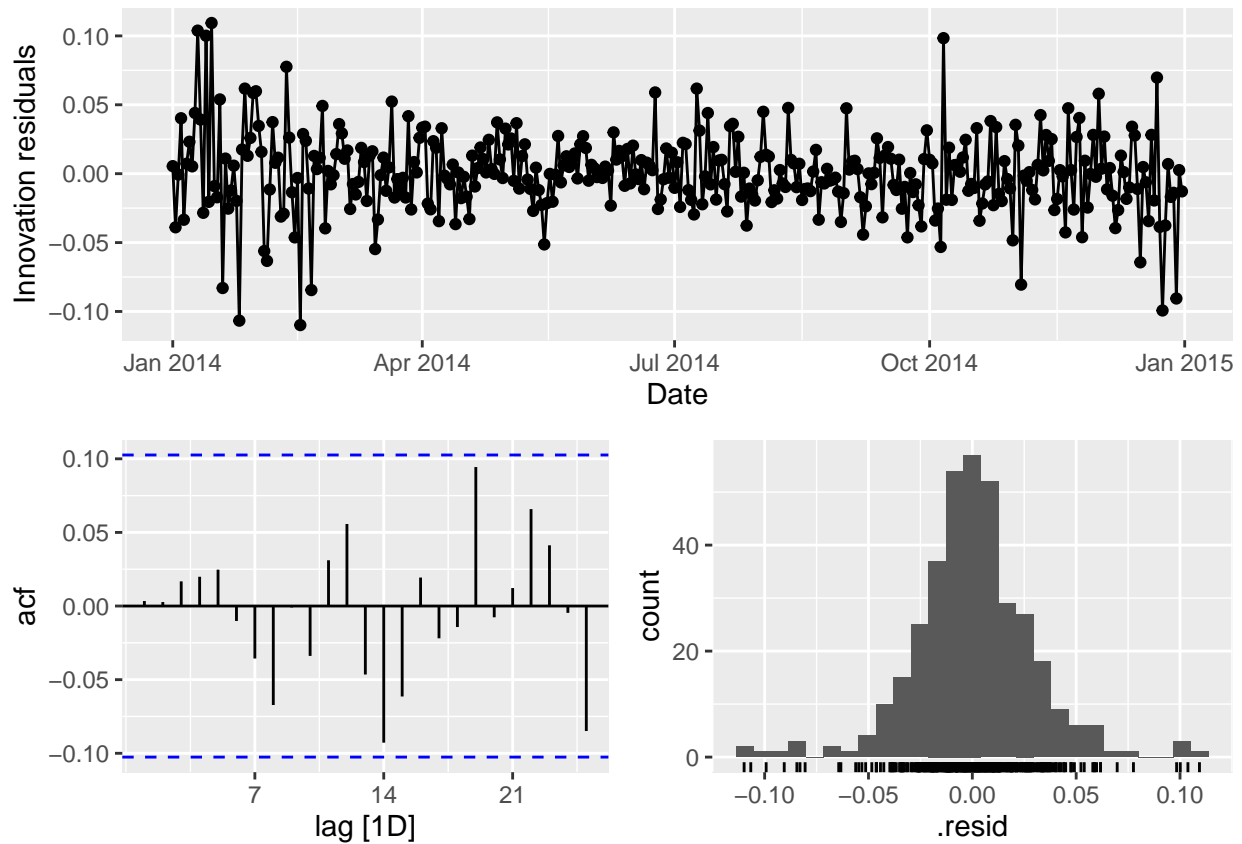 Innovation residuals
0.10
0.05
0.00
−0.05
−0.10
Jan 2014 Apr 2014 Jul 2014 Oct 2014 Jan 2015
Date
acf
0.10
0.05
0.00
−0.05
−0.10
7 14 21
lag [1D]
count
40
20
0
−0.10 −0.05 0.00 0.05 0.10
.resid